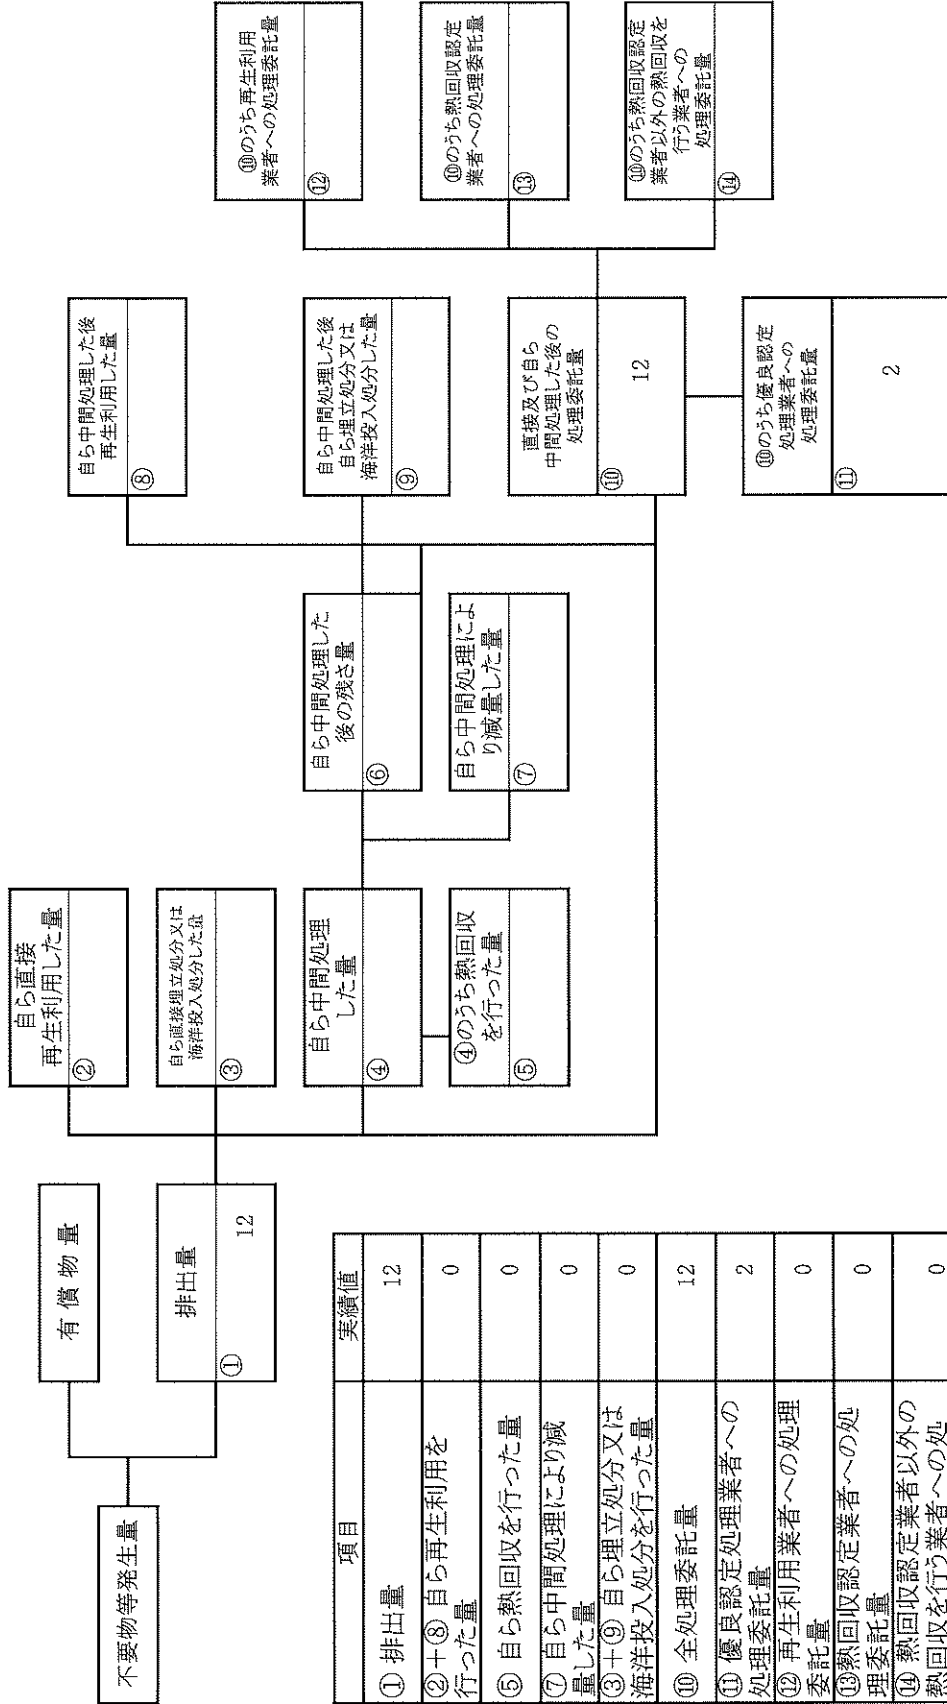 不要物等発生量
有償物量
排出量
①
12
自ら直接
再生利用した量
②
自ら直接埋立処分又は
海洋投入処分した量
③
自ら中間処理
した量
④
④のうち熱回収
を行った量
⑤
自ら中間処理した
後の残さ量
⑥
自ら中間処理によ
り減量した量
⑦
自ら中間処理した後
再生利用した量
⑧
自ら中間処理した後
自ら埋立処分又は
海洋投入処分した量
⑨
直接及び自ら
中間処理した後の
処理委託量
⑩
12
⑩のうち優良認定
処理業者への
処理委託量
⑪
2
⑩のうち再生利用
業者への処理委託量
⑫
⑩のうち熱回収認定
業者への処理委託量
⑬
⑩のうち熱回収認定
業者以外の熱回収を
行う業者への
処理委託量
⑭
項目 実績値
① 排出量 12
②+⑧ 自ら再生利用を
行った量 0
⑤ 自ら熱回収を行った量 0
⑦ 自ら中間処理により減
量した量 0
③+⑨ 自ら埋立処分又は
海洋投入処分を行った量 0
⑩ 全処理委託量 12
⑪ 優良認定処理業者への
処理委託量 2
⑫ 再生利用業者への処理
委託量 0
⑬熱回収認定業者への処
理委託量 0
⑭ 熱回収認定業者以外の
熱回収を行う業者への処 0